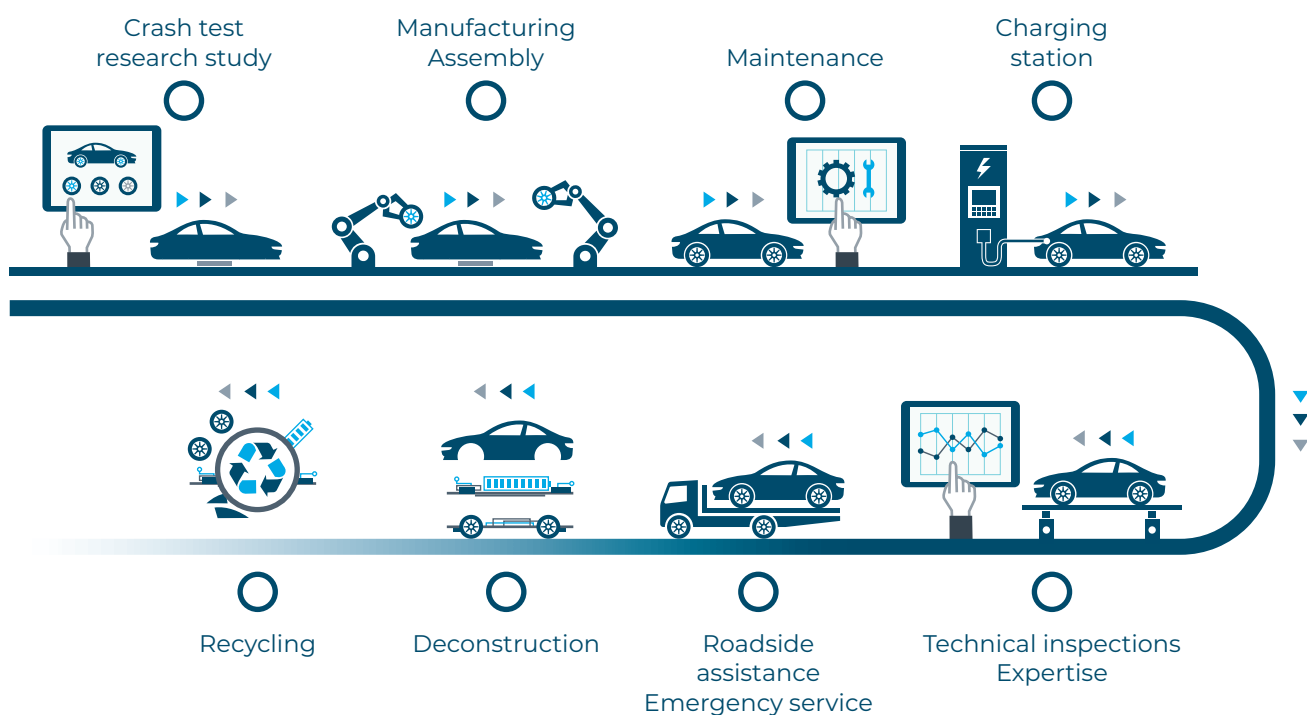 Crash test
research study
Manufacturing
Assembly
Maintenance
Charging
station
Recycling
Deconstruction
Roadside
assistance
Emergency service
Technical inspections
Expertise